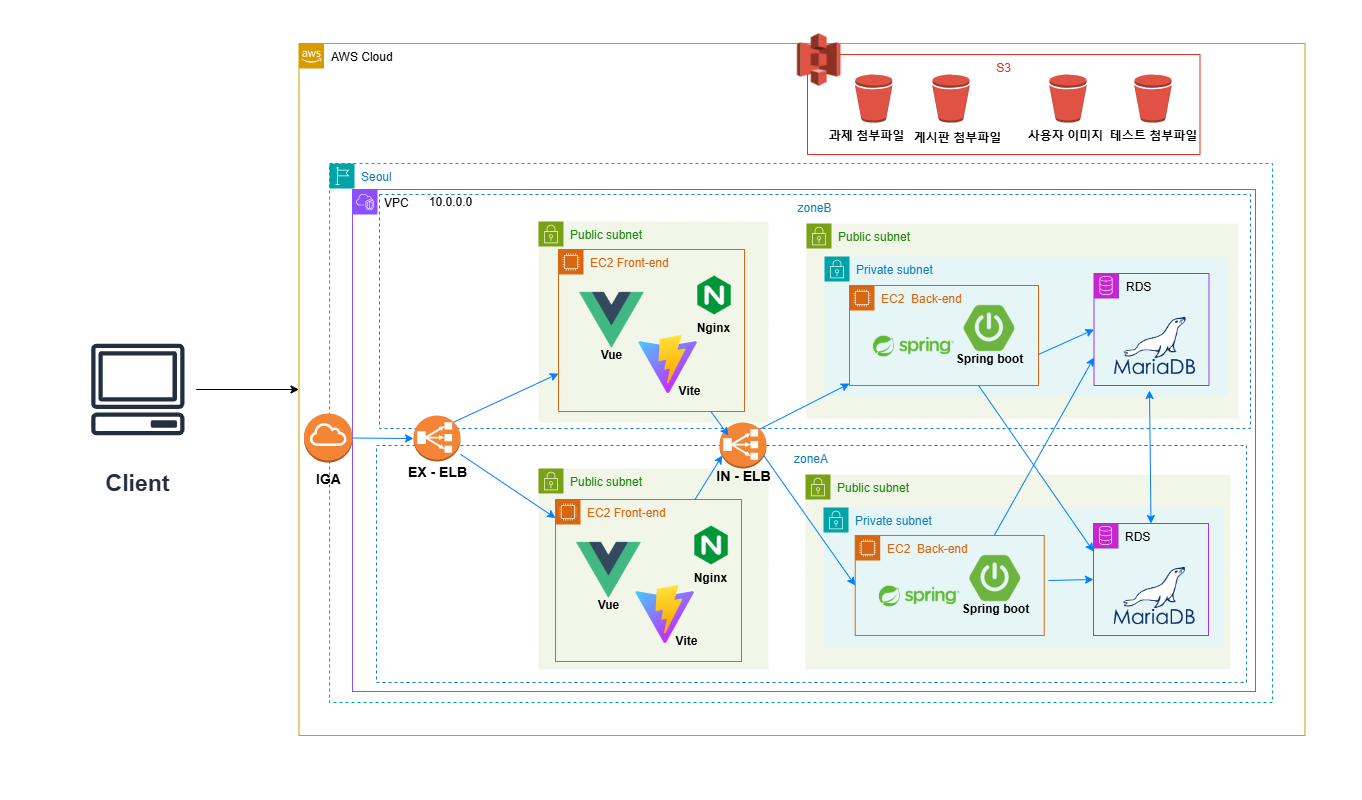 aws
AWS Cloud
S3
과제 첨부파일
게시판 첨부파일
사용자 이미지
테스트 첨부파일
Seoul
VPC
10.0.0.0
zoneB
Public subnet
EC2 Front-end
Vue
Nginx
Vite
Public subnet
Private subnet
EC2 Back-end
spring
Spring boot
RDS
MariaDB
Client
IGA
EX - ELB
IN - ELB
zoneA
Public subnet
EC2 Front-end
Vue
Nginx
Vite
Public subnet
Private subnet
EC2 Back-end
spring
Spring boot
RDS
MariaDB